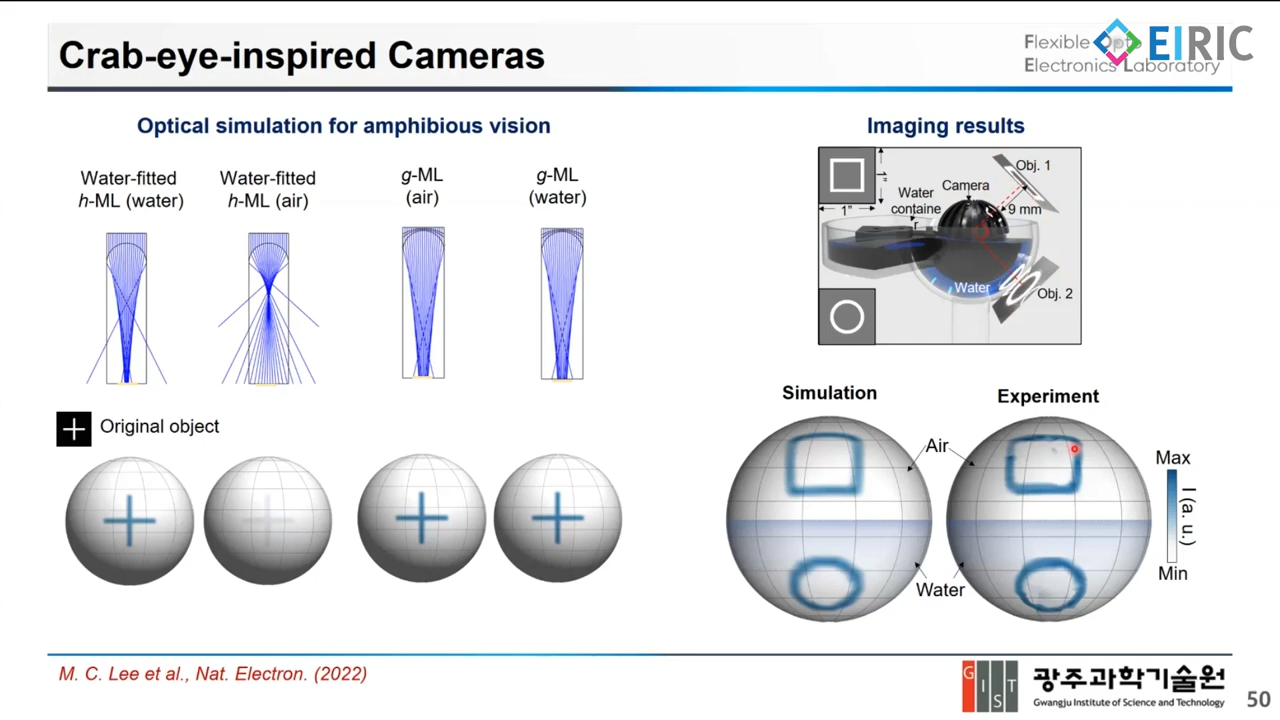 Crab-eye-inspired Cameras
Flexible Opto
Electronics Laboratory
EIRIC
Optical simulation for amphibious vision
Imaging results
Water-fitted
h-ML (water)
Water-fitted
h-ML (air)
g-ML
(air)
g-ML
(water)
1”
1”
Water
containe
r
Camera
Obj. 1
9 mm
Water
Obj. 2
Original object
Simulation
Experiment
Air
Water
Max
I (a. u.)
Min
M. C. Lee et al., Nat. Electron. (2022)
GIST
광주과학기술원
Gwangju Institute of Science and Technology
50